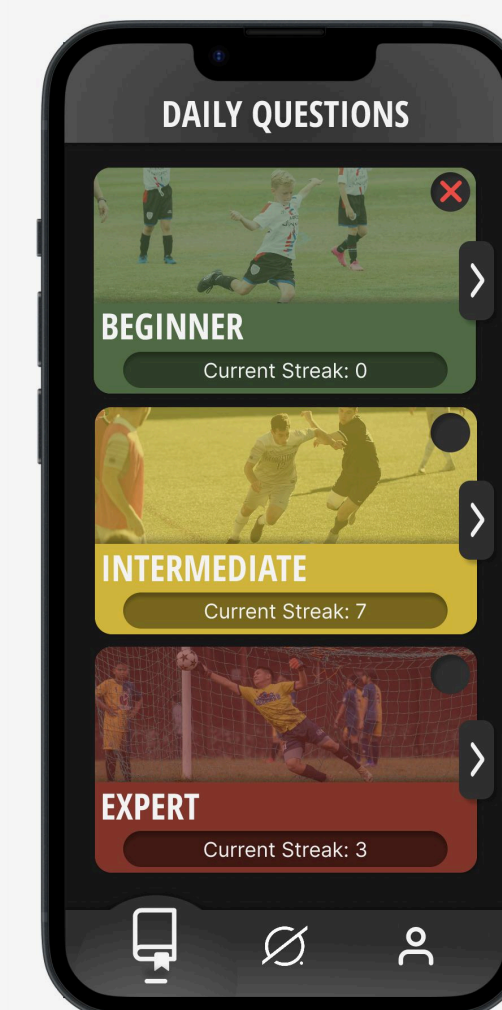 DAILY QUESTIONS
BEGINNER
Current Streak: 0
INTERMEDIATE
Current Streak: 7
EXPERT
Current Streak: 3